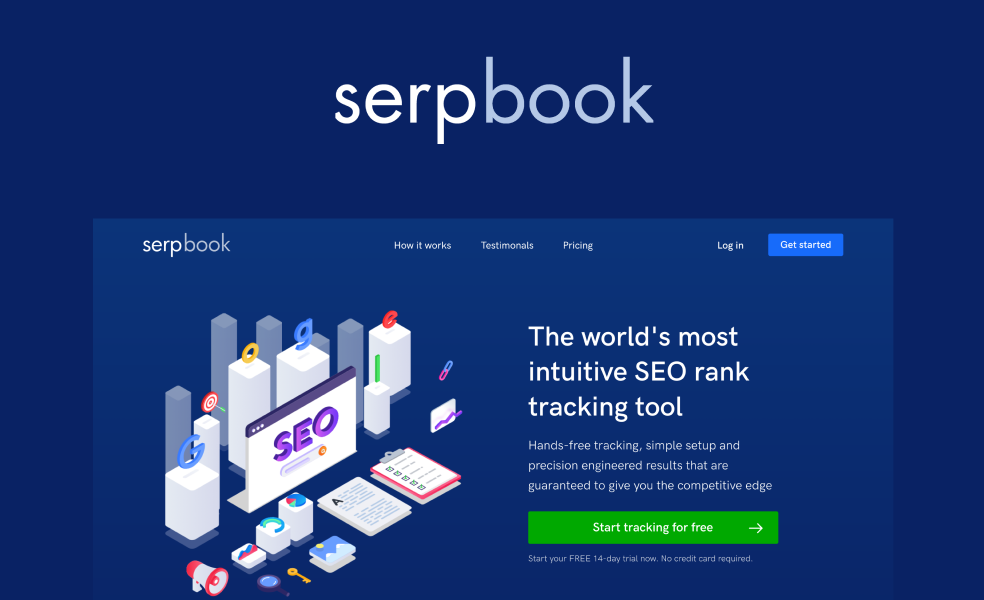 serpbook
serpbook
How it works
Testimonals
Pricing
Log in
Get started
G
o
o
g
l
e
SEO
A
The world's most
intuitive SEO rank
tracking tool
Hands-free tracking, simple setup and
precision engineered results that are
guaranteed to give you the competitive edge
Start tracking for free
Start your FREE 14-day trial now. No credit card required.